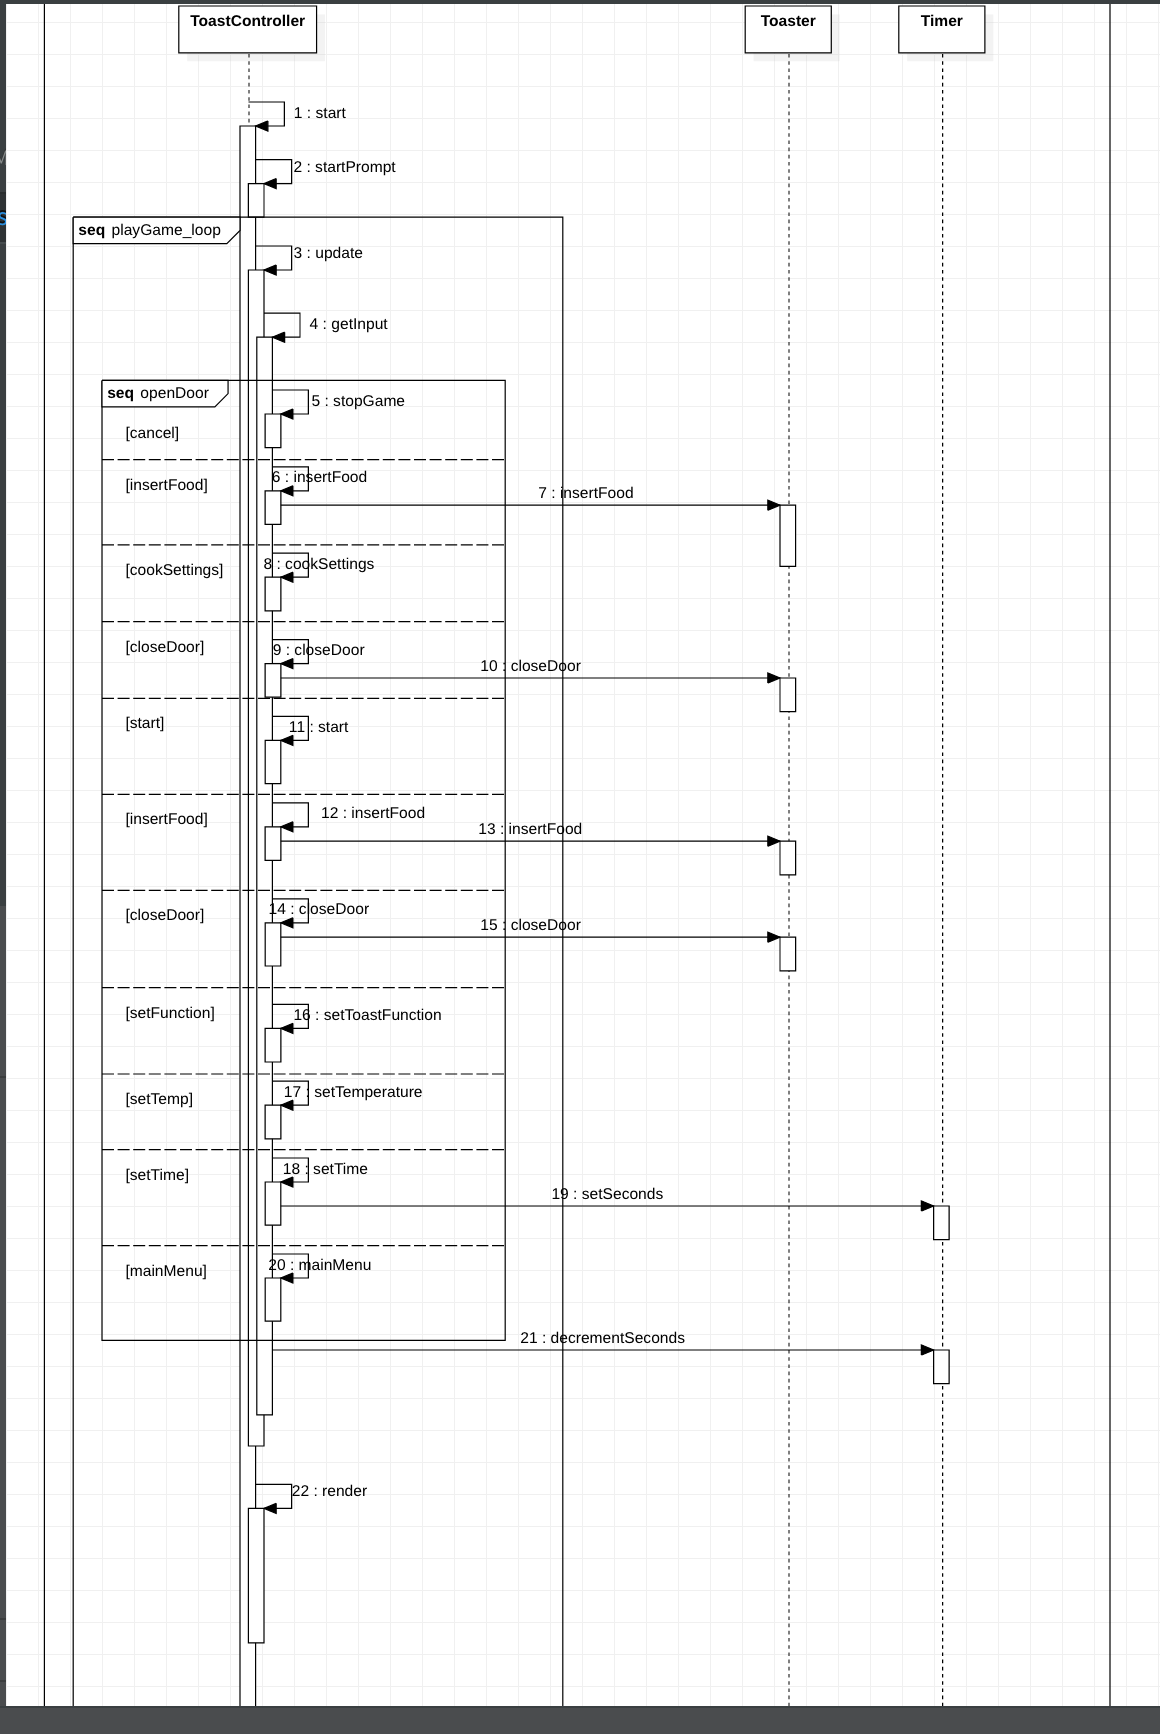 ToastController
Toaster
Timer
1 : start
2 : startPrompt
seq playGame_loop
3 : update
4 : getInput
seq openDoor
5 : stopGame
[cancel]
6 : insertFood
[insertFood]
7 : insertFood
8 : cookSettings
[cookSettings]
9 : closeDoor
[closeDoor]
10 : closeDoor
11 : start
[start]
12 : insertFood
[insertFood]
13 : insertFood
14 : closeDoor
[closeDoor]
15 : closeDoor
16 : setToastFunction
[setFunction]
17 : setTemperature
[setTemp]
18 : setTime
[setTime]
19 : setSeconds
20 : mainMenu
[mainMenu]
21 : decrementSeconds
22 : render